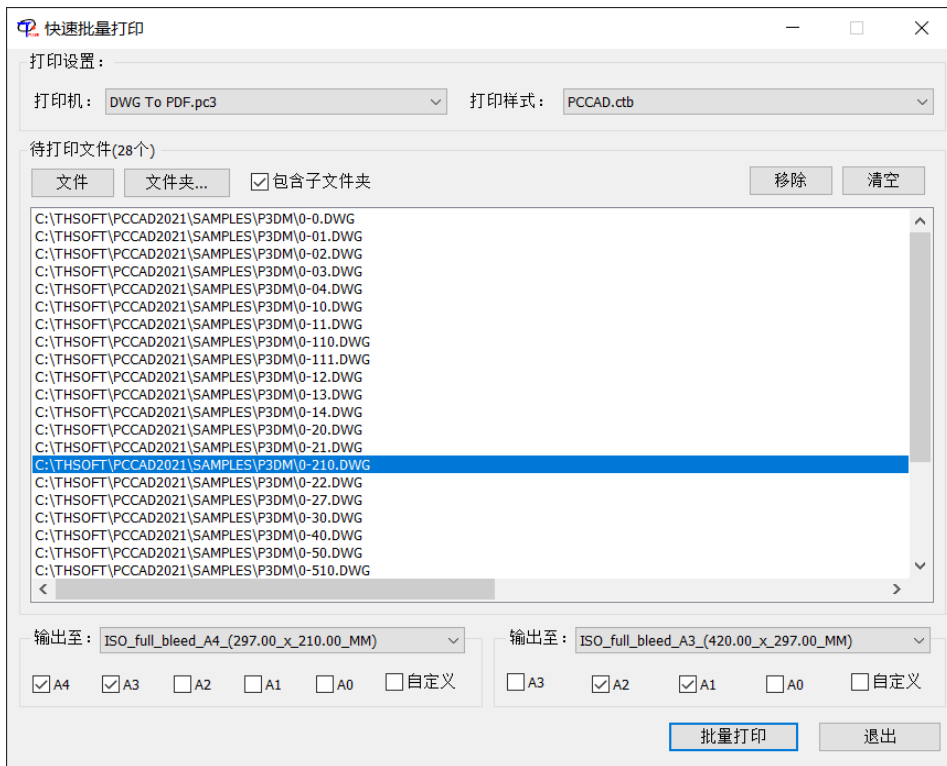 快速批量打印
打印设置：
打印机： DWG To PDF.pc3 打印样式： PCCAD.ctb
待打印文件(28个)
文件 文件夹... 包含子文件夹 移除 清空
C:\THSOFT\PCCAD2021\SAMPLES\P3DM\0-0.DWG
C:\THSOFT\PCCAD2021\SAMPLES\P3DM\0-01.DWG
C:\THSOFT\PCCAD2021\SAMPLES\P3DM\0-02.DWG
C:\THSOFT\PCCAD2021\SAMPLES\P3DM\0-03.DWG
C:\THSOFT\PCCAD2021\SAMPLES\P3DM\0-04.DWG
C:\THSOFT\PCCAD2021\SAMPLES\P3DM\0-10.DWG
C:\THSOFT\PCCAD2021\SAMPLES\P3DM\0-11.DWG
C:\THSOFT\PCCAD2021\SAMPLES\P3DM\0-110.DWG
C:\THSOFT\PCCAD2021\SAMPLES\P3DM\0-111.DWG
C:\THSOFT\PCCAD2021\SAMPLES\P3DM\0-12.DWG
C:\THSOFT\PCCAD2021\SAMPLES\P3DM\0-13.DWG
C:\THSOFT\PCCAD2021\SAMPLES\P3DM\0-14.DWG
C:\THSOFT\PCCAD2021\SAMPLES\P3DM\0-20.DWG
C:\THSOFT\PCCAD2021\SAMPLES\P3DM\0-21.DWG
C:\THSOFT\PCCAD2021\SAMPLES\P3DM\0-210.DWG
C:\THSOFT\PCCAD2021\SAMPLES\P3DM\0-22.DWG
C:\THSOFT\PCCAD2021\SAMPLES\P3DM\0-27.DWG
C:\THSOFT\PCCAD2021\SAMPLES\P3DM\0-30.DWG
C:\THSOFT\PCCAD2021\SAMPLES\P3DM\0-40.DWG
C:\THSOFT\PCCAD2021\SAMPLES\P3DM\0-50.DWG
C:\THSOFT\PCCAD2021\SAMPLES\P3DM\0-510.DWG
输出至： ISO_full_bleed_A4_(297.00_x_210.00_MM) 输出至： ISO_full_bleed_A3_(420.00_x_297.00_MM)
A4 A3 A2 A1 A0 自定义 A3 A2 A1 A0 自定义
批量打印 退出